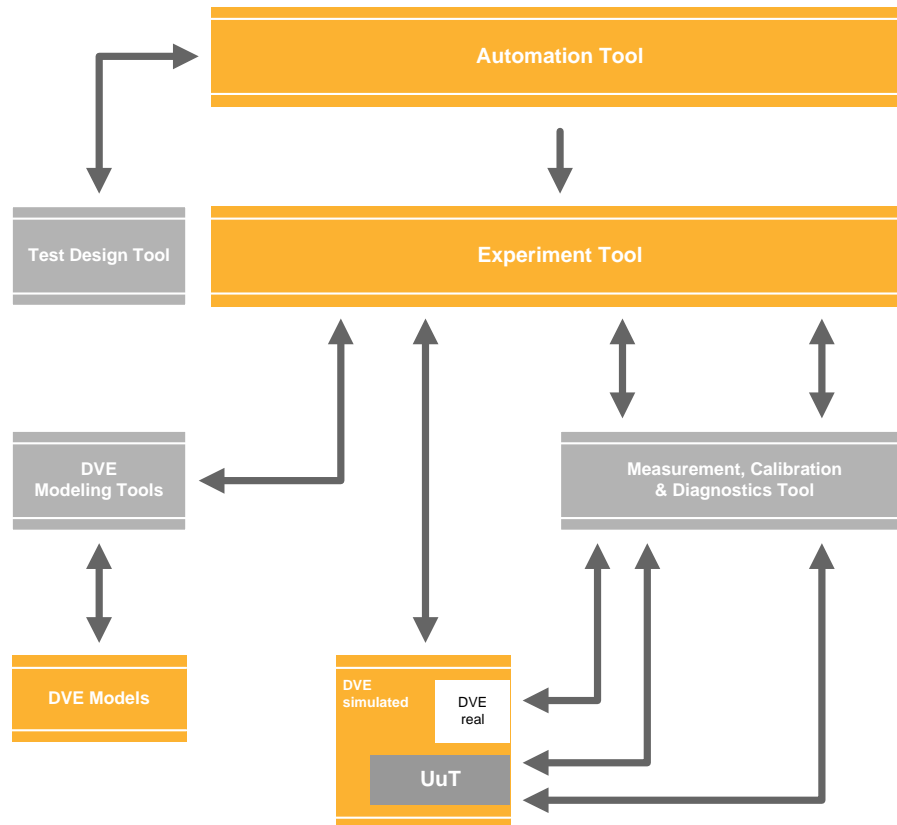 Automation Tool
Test Design Tool
Experiment Tool
DVE
Modeling Tools
Measurement, Calibration
& Diagnostics Tool
DVE Models
DVE
simulated
DVE
real
UuT